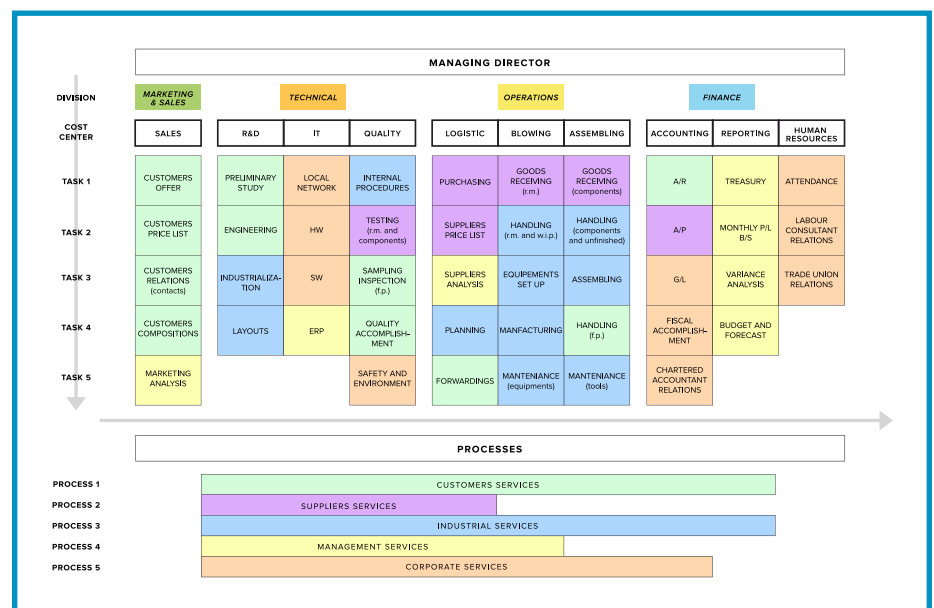 MANAGING DIRECTOR
DIVISION
MARKETING
& SALES
TECHNICAL
OPERATIONS
FINANCE
COST
CENTER
SALES
R&D
IT
QUALITY
LOGISTIC
BLOWING
ASSEMBLING
ACCOUNTING
REPORTING
HUMAN
RESOURCES
TASK 1
CUSTOMERS
OFFER
PRELIMINARY
STUDY
LOCAL
NETWORK
INTERNAL
PROCEDURES
PURCHASING
GOODS
RECEIVING
(r.m.)
GOODS
RECEIVING
(components)
A/R
TREASURY
ATTENDANCE
TASK 2
CUSTOMERS
PRICE LIST
ENGINEERING
HW
TESTING
(r.m. and
components)
SUPPLIERS
PRICE LIST
HANDLING
(r.m. and w.i.p.)
HANDLING
(components
and unfinished)
A/P
MONTHLY P/L
B/S
LABOUR
CONSULTANT
RELATIONS
TASK 3
CUSTOMERS
RELATIONS
(contacts)
INDUSTRIALIZA-
TION
SW
SAMPLING
INSPECTION
(f.p.)
SUPPLIERS
ANALYSIS
EQUIPEMENTS
SET UP
ASSEMBLING
G/L
VARIANCE
ANALYSIS
TRADE UNION
RELATIONS
TASK 4
CUSTOMERS
COMPOSITIONS
LAYOUTS
ERP
QUALITY
ACCOMPLISH-
MENT
PLANNING
MANFACTURING
HANDLING
(f.p.)
FISCAL
ACCOMPLISH-
MENT
BUDGET AND
FORECAST
TASK 5
MARKETING
ANALYSIS
SAFETY AND
ENVIRONMENT
FORWARDINGS
MANTENIANCE
(equipments)
MANTENIANCE
(tools)
CHARTERED
ACCOUNTANT
RELATIONS
PROCESSES
PROCESS 1
CUSTOMERS SERVICES
PROCESS 2
SUPPLIERS SERVICES
PROCESS 3
INDUSTRIAL SERVICES
PROCESS 4
MANAGEMENT SERVICES
PROCESS 5
CORPORATE SERVICES